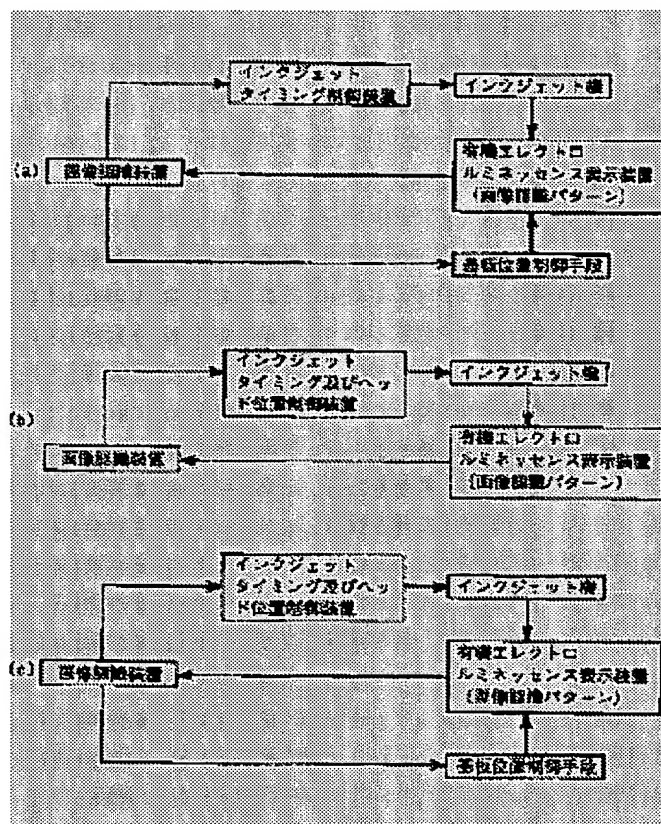 インクジェット
タイミング制御装置
インクジェット機
(a)
画像認識装置
有機エレクトロ
ルミネッセンス表示装置
(画像認識パターン)
基板位置制御手段
インクジェット
タイミング及びヘッ
ド位置制御装置
インクジェット機
(b)
画像認識装置
有機エレクトロ
ルミネッセンス表示装置
(画像認識パターン)
インクジェット
タイミング及びヘッ
ド位置制御装置
インクジェット機
(c)
画像認識装置
有機エレクトロ
ルミネッセンス表示装置
(画像認識パターン)
基板位置制御手段